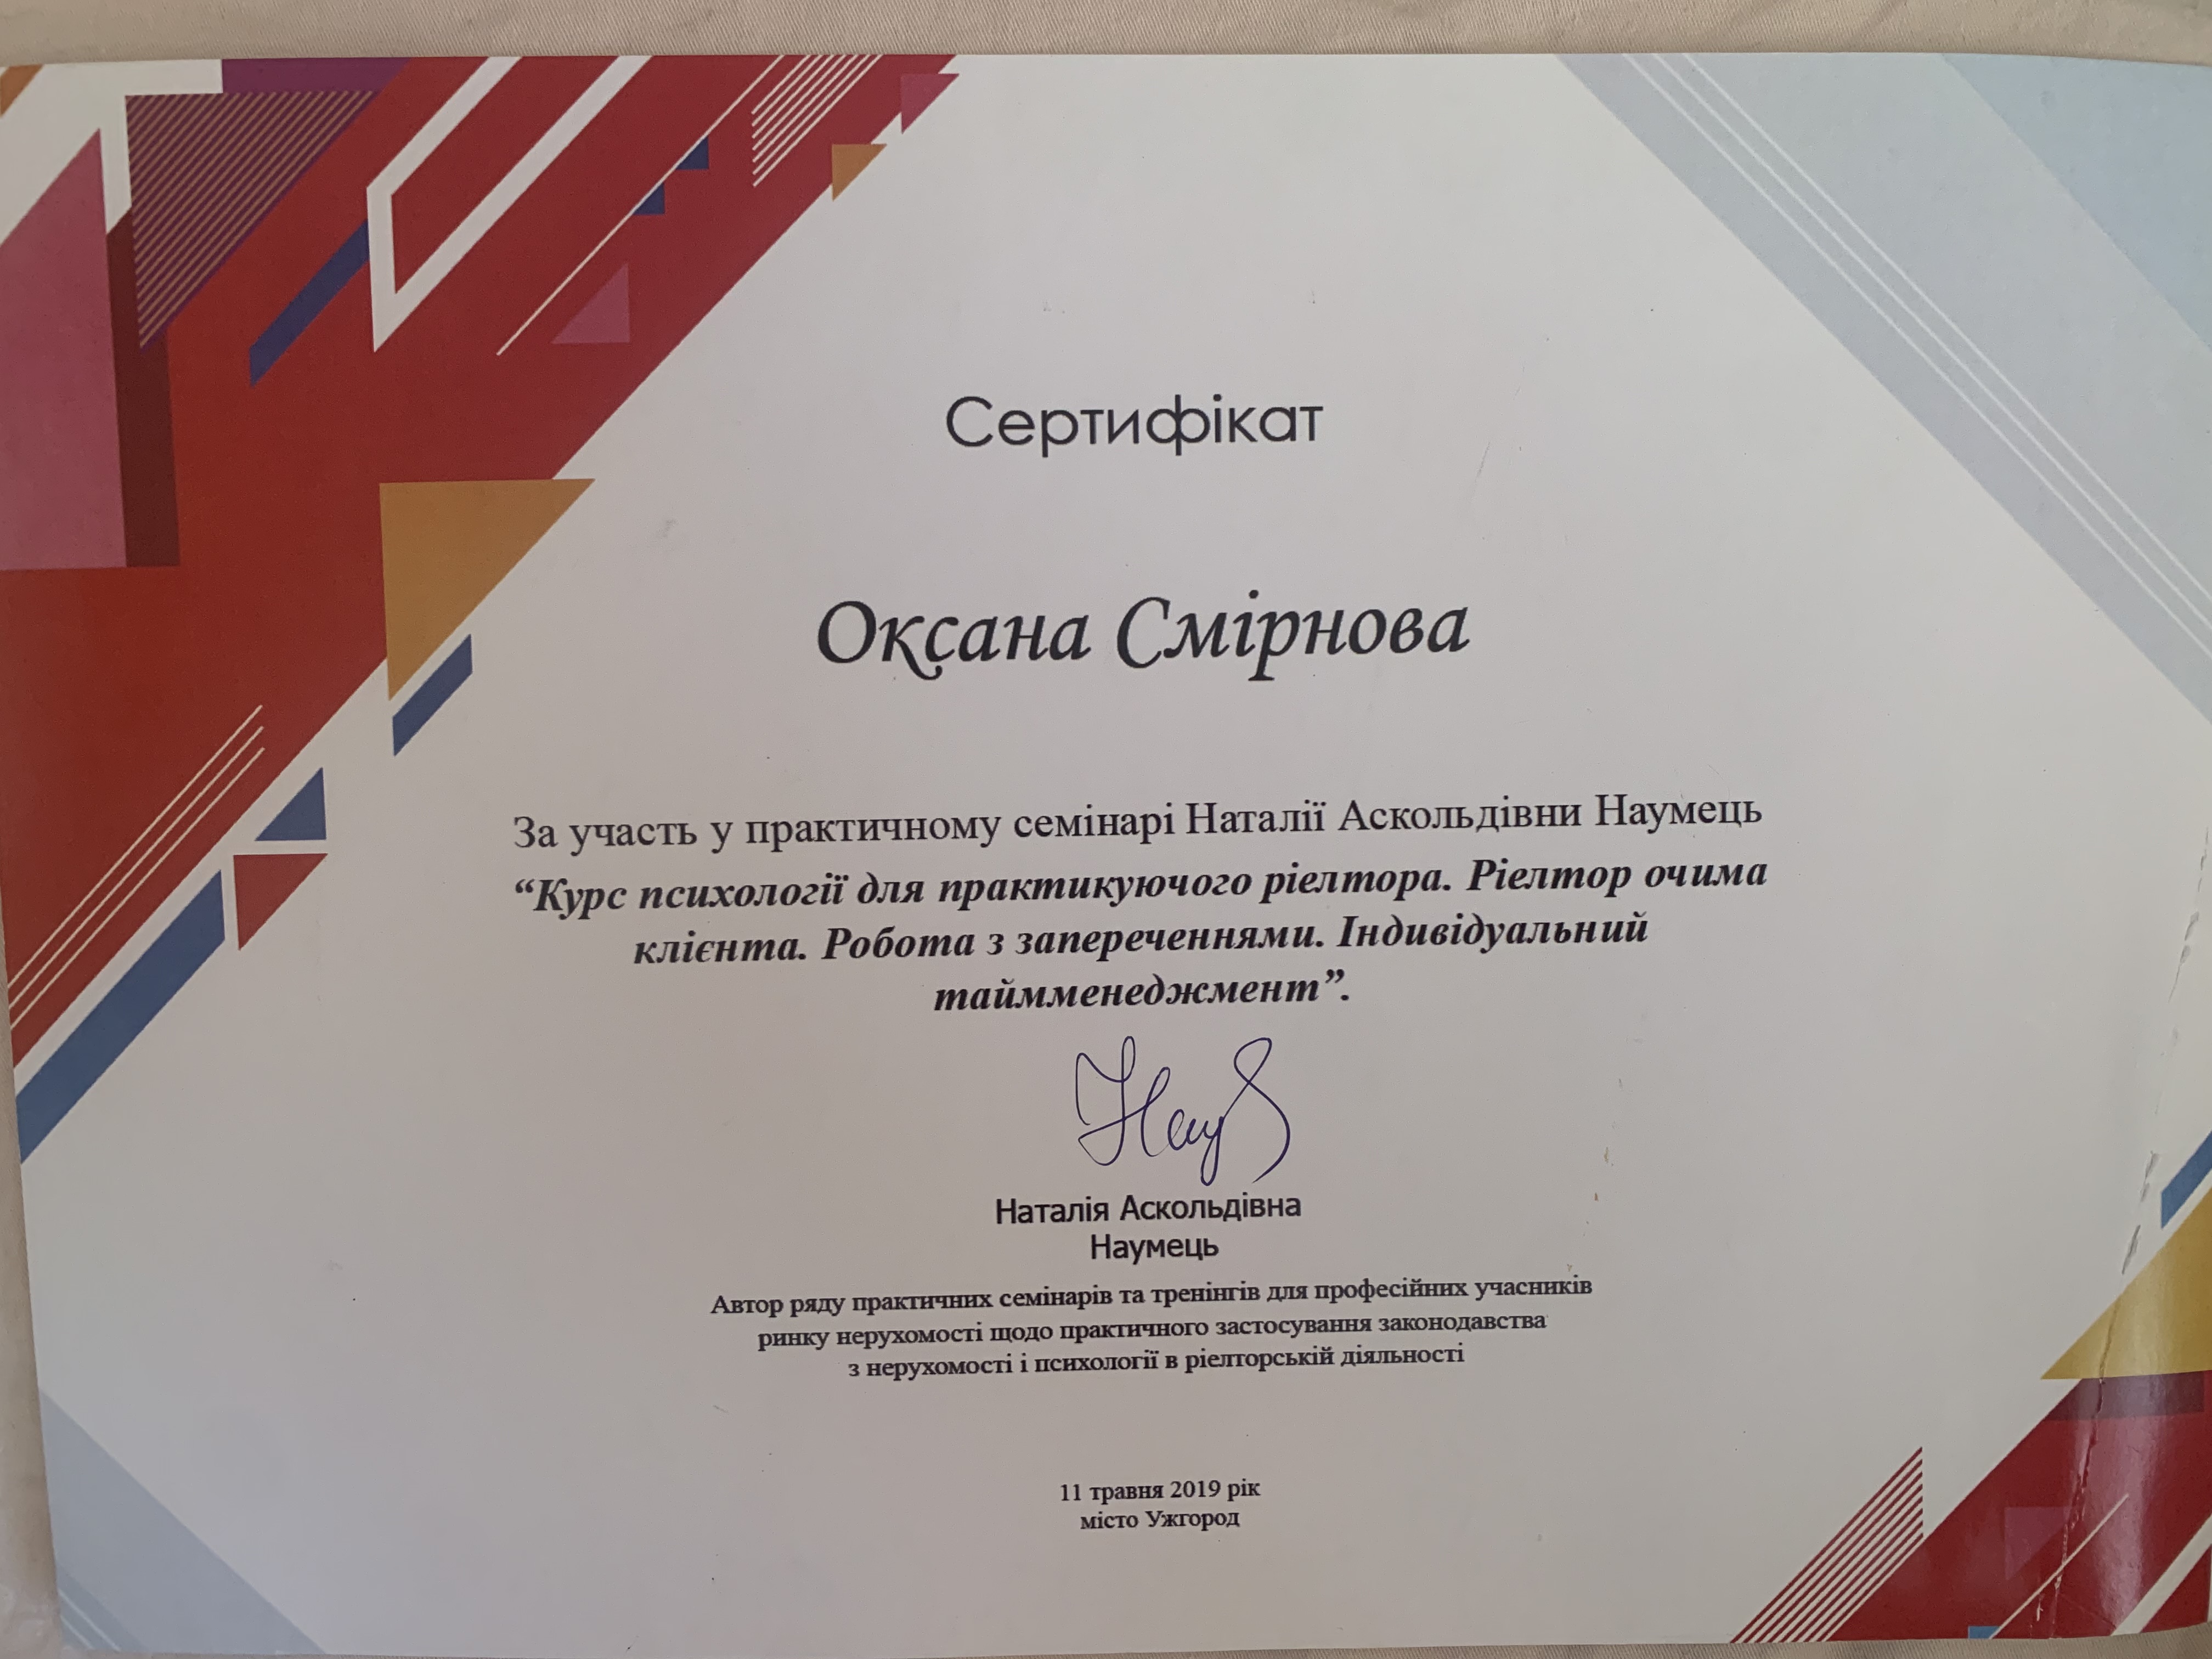 Сертифікат
Оксана Смірнова
За участь у практичному семінарі Наталії Аскольдівни Наумець
“Курс психології для практикуючого ріелтора. Ріелтор очима
клієнта. Робота з запереченнями. Індивідуальний
таймменеджмент”.
Наталія Аскольдівна
Наумець
Автор ряду практичних семінарів та тренінгів для професійних учасників
ринку нерухомості щодо практичного застосування законодавства
з нерухомості і психології в ріелторській діяльності
11 травня 2019 рік
місто Ужгород